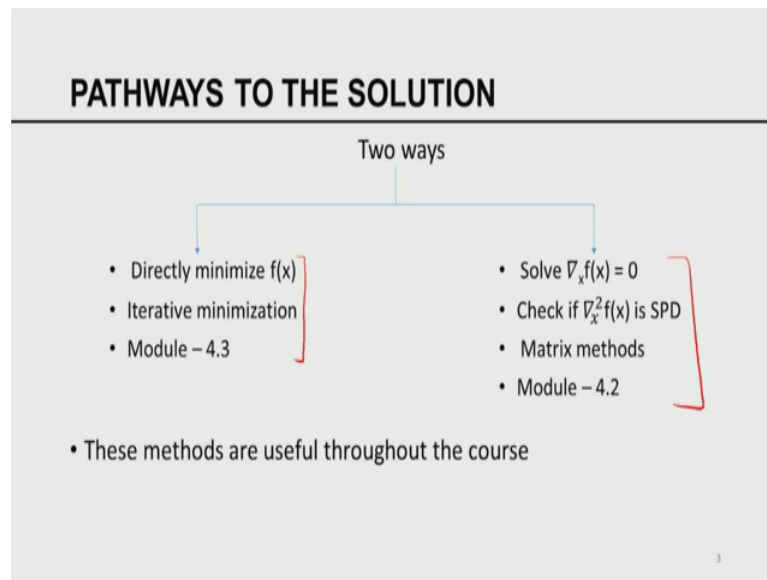 PATHWAYS TO THE SOLUTION
Two ways
• Directly minimize f(x)
• Iterative minimization
• Module – 4.3
• Solve ∇ₓf(x) = 0
• Check if ∇²ₓf(x) is SPD
• Matrix methods
• Module – 4.2
• These methods are useful throughout the course
3